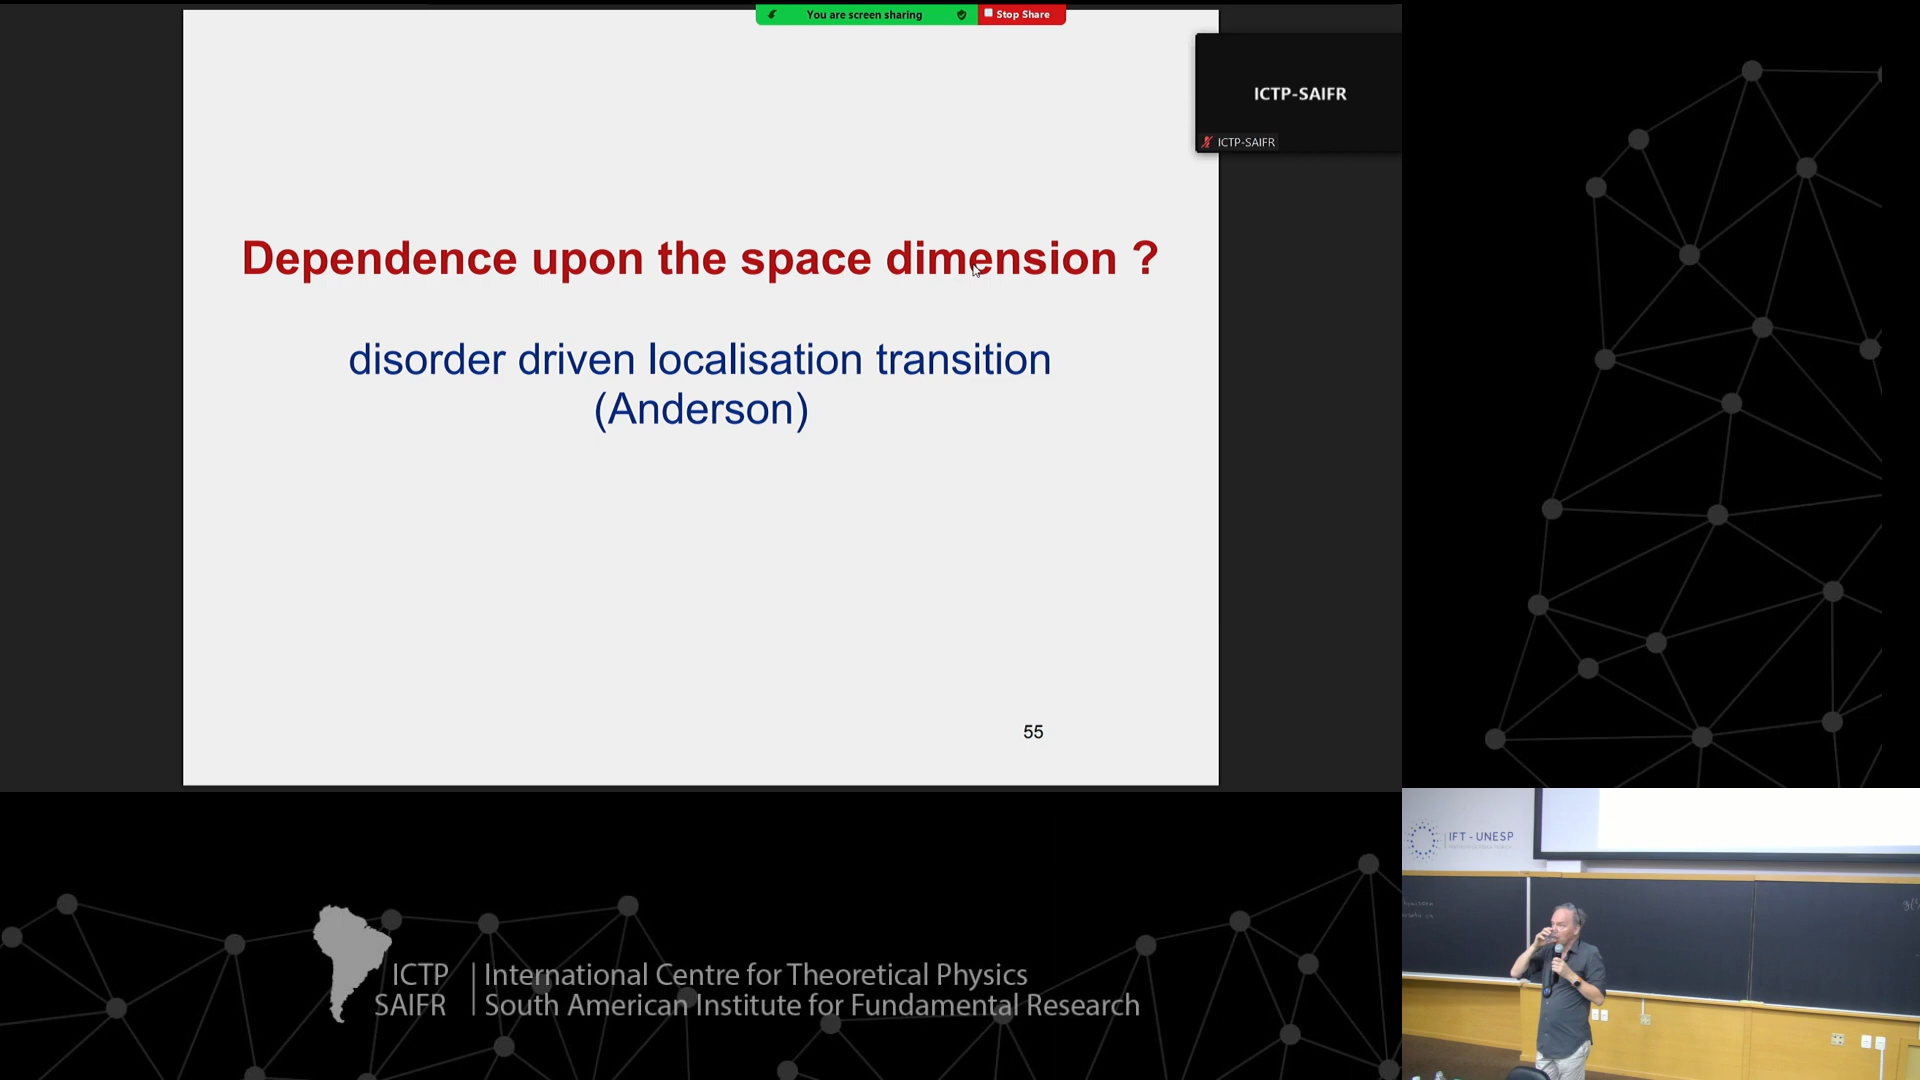 You are screen sharing
Stop Share
ICTP-SAIFR
ICTP-SAIFR
Dependence upon the space dimension ?
disorder driven localisation transition
(Anderson)
55
IFT - UNESP
ICTP
SAIFR
International Centre for Theoretical Physics
South American Institute for Fundamental Research